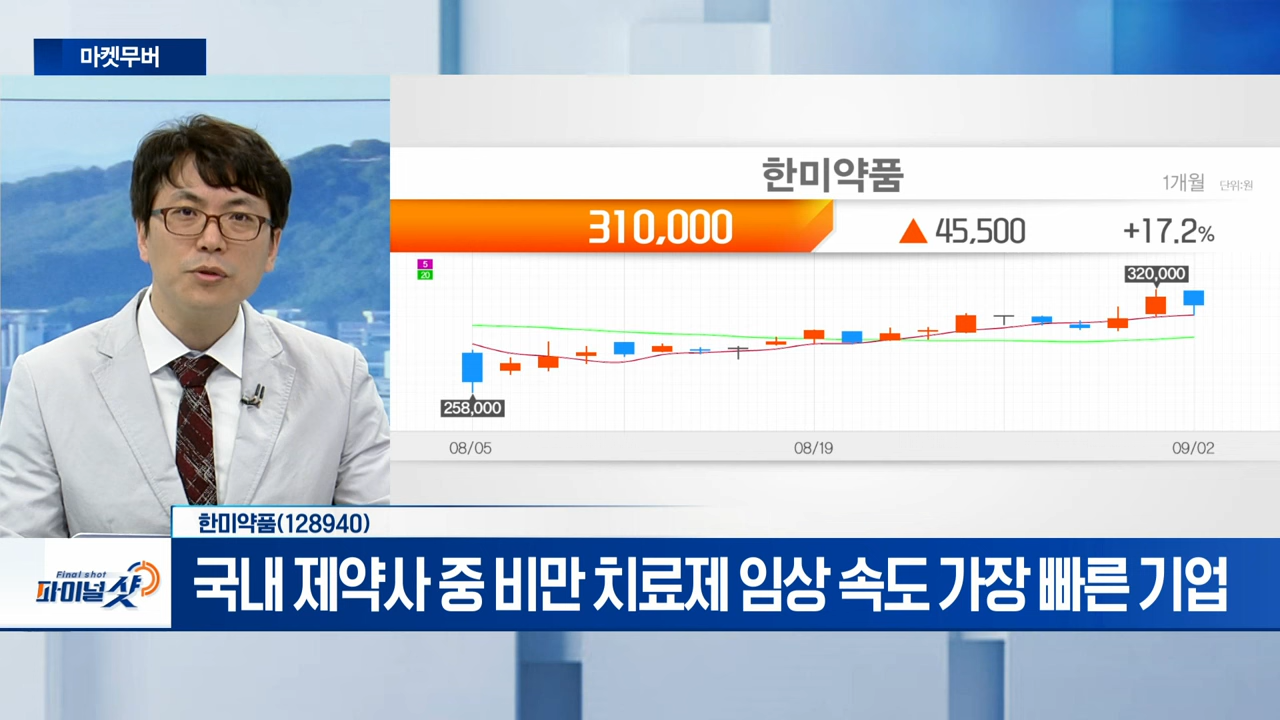 마켓무버
한미약품
1개월 단위:원
310,000 ▲ 45,500 +17.2%
5
20
320,000
258,000
08/05 08/19 09/02
한미약품(128940)
Final shot
파이널샷
국내 제약사 중 비만 치료제 임상 속도 가장 빠른 기업